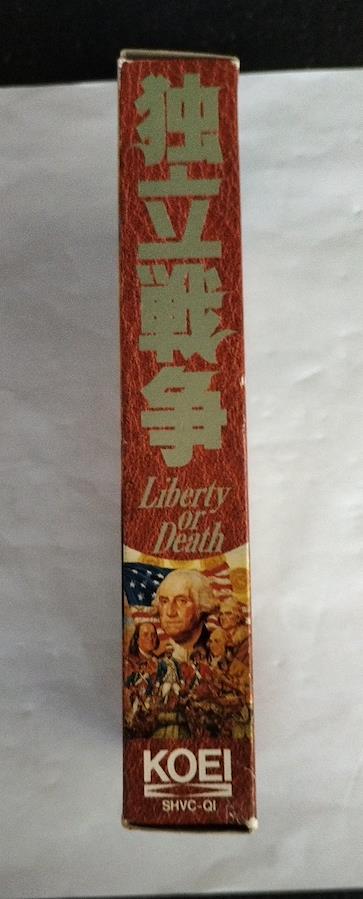 独立戦争
Liberty
or
Death
KOEI
SHVC-QI